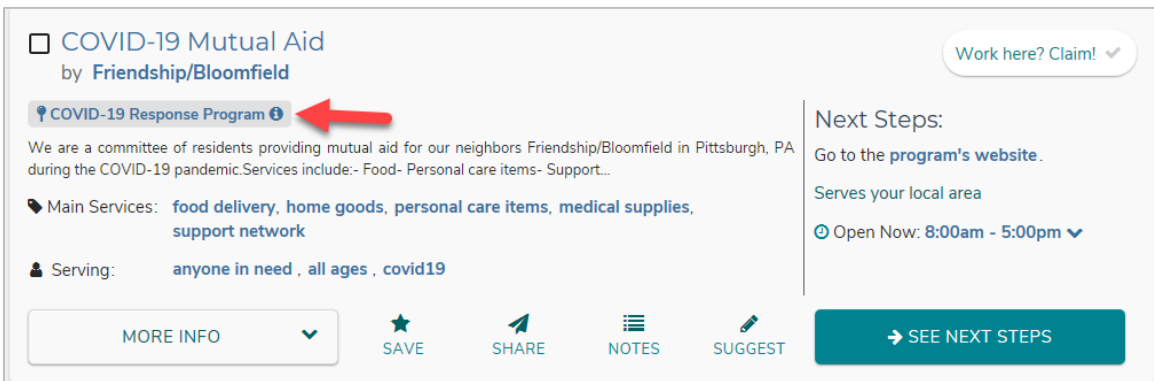 COVID-19 Mutual Aid
by Friendship/Bloomfield
Work here? Claim!
COVID-19 Response Program
We are a committee of residents providing mutual aid for our neighbors Friendship/Bloomfield in Pittsburgh, PA
during the COVID-19 pandemic.Services include:- Food- Personal care items- Support...
Main Services: food delivery, home goods, personal care items, medical supplies,
support network
Serving: anyone in need , all ages , covid19
Next Steps:
Go to the program's website.
Serves your local area
Open Now: 8:00am - 5:00pm
MORE INFO
SAVE
SHARE
NOTES
SUGGEST
SEE NEXT STEPS